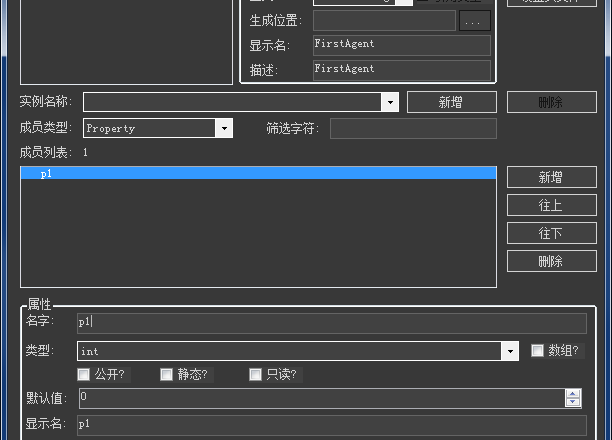 生成位置: ...
显示名: FirstAgent
描述: FirstAgent
实例名称: 新增 删除
成员类型: Property 筛选字符:
成员列表: 1
p1
新增
往上
往下
删除
属性
名字: p1
类型: int 数组?
公开? 静态? 只读?
默认值: 0
显示名: p1